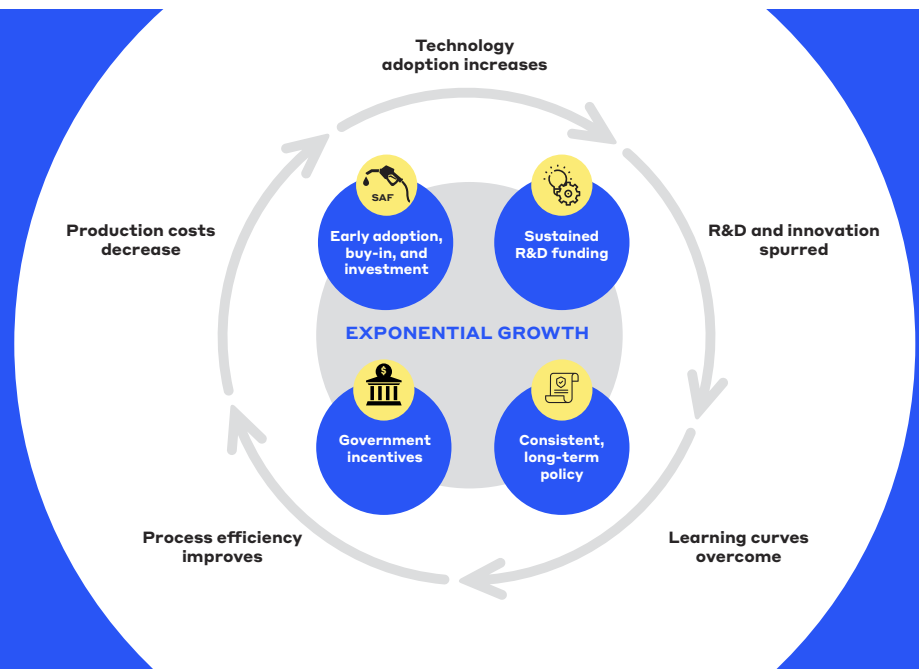 Technology
adoption increases
R&D and innovation
spurred
Learning curves
overcome
Process efficiency
improves
Production costs
decrease
SAF
Early adoption,
buy-in, and
investment
Sustained
R&D funding
EXPONENTIAL GROWTH
$
Government
incentives
Consistent,
long-term
policy